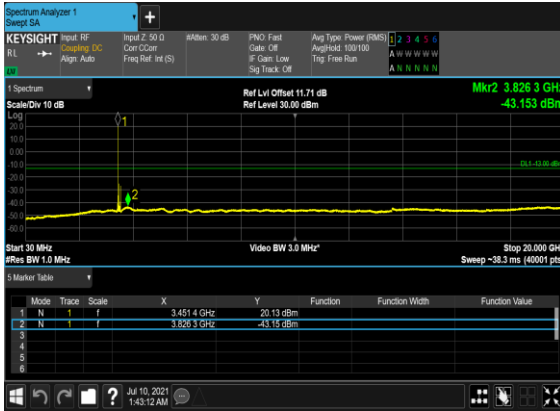 Spectrum Analyzer 1
Swept SA
+
KEYSIGHT Input: RF Input Z: 50 Ω #Atten: 30 dB PNO: Fast Avg Type: Power (RMS) 1 2 3 4 5 6
RL Coupling: DC Corr CCorr Gate: Off Avg|Hold: 100/100 A W W W W W
Align: Auto Freq Ref: Int (S) IF Gain: Low Trig: Free Run
Sig Track: Off A N N N N N
1 Spectrum
Ref Lvl Offset 11.71 dB Mkr2 3.826 3 GHz
Scale/Div 10 dB Ref Level 30.00 dBm -43.153 dBm
Log
20.0
10.0
0.00
-10.0
-20.0
-30.0
-40.0
-50.0
-60.0
1
2
DL1 -13.00 dBm
Start 30 MHz Video BW 3.0 MHz* Stop 20.000 GH
#Res BW 1.0 MHz Sweep ~38.3 ms (40001 pts
5 Marker Table
Mode Trace Scale X Y Function Function Width Function Value
1 N 1 f 3.451 4 GHz 20.13 dBm
2 N 1 f 3.826 3 GHz -43.15 dBm
3
4
5
6
?
Jul 10, 2021
1:43:12 AM